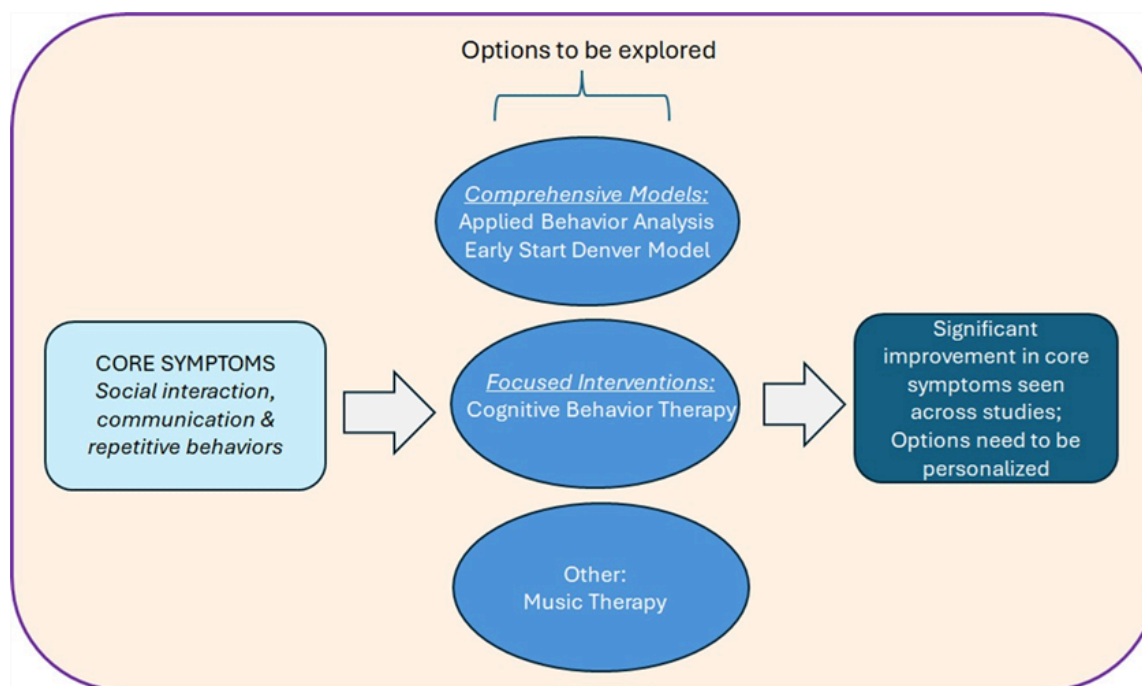 Options to be explored
Comprehensive Models:
Applied Behavior Analysis
Early Start Denver Model
CORE SYMPTOMS
Social interaction,
communication &
repetitive behaviors
Focused Interventions:
Cognitive Behavior Therapy
Significant
improvement in core
symptoms seen
across studies;
Options need to be
personalized
Other:
Music Therapy